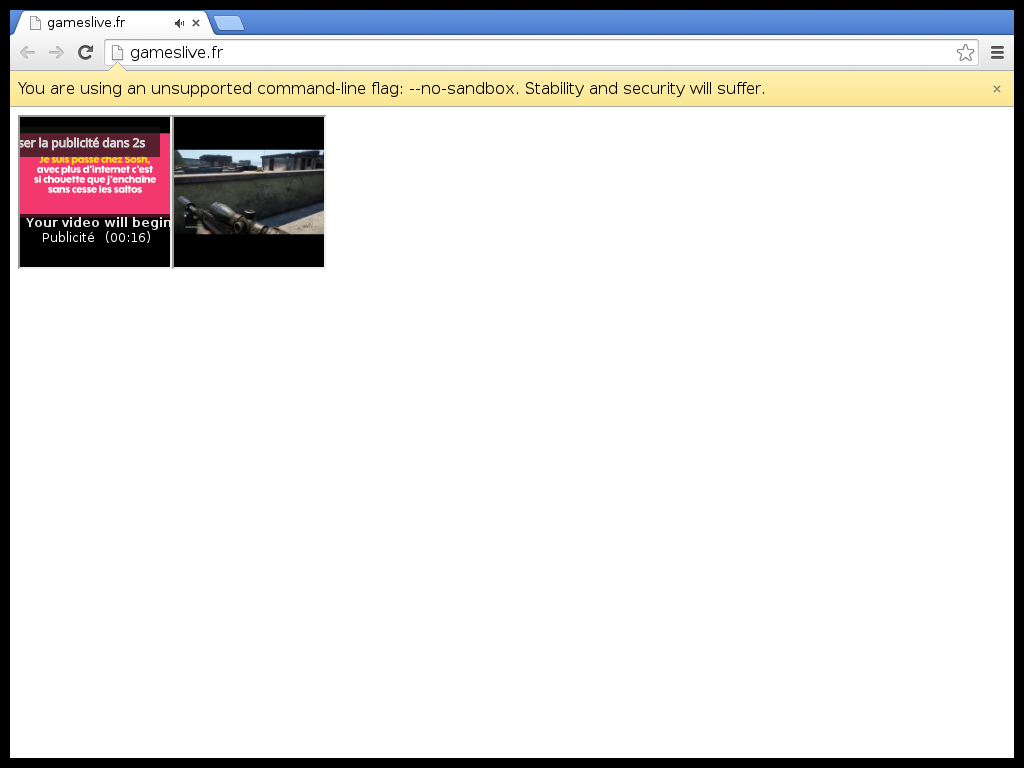 gameslive.fr
gameslive.fr
You are using an unsupported command-line flag: --no-sandbox. Stability and security will suffer.
ser la publicité dans 2s
Je suis passé chez Sosh,
avec plus d'internet c'est
si chouette que j'enchaîne
sans cesse les saltos
Your video will begin
Publicité (00:16)